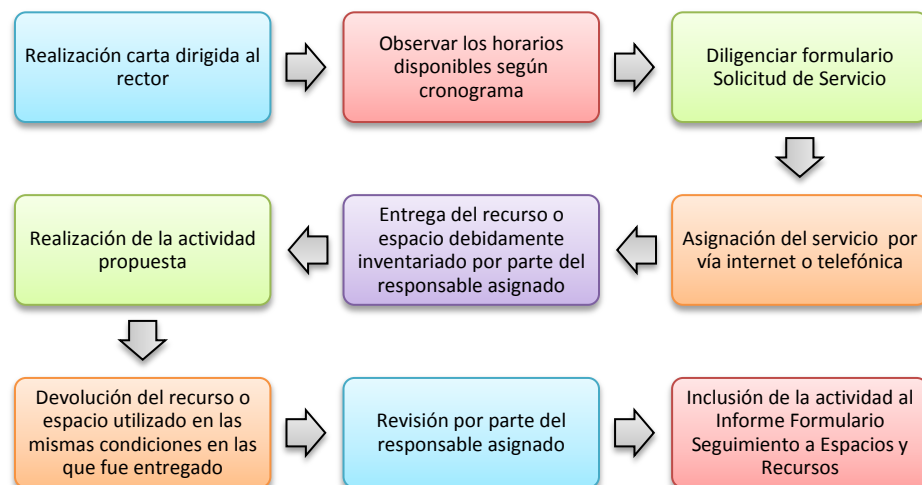 Realización carta dirigida al
rector
Observar los horarios
disponibles según
cronograma
Diligenciar formulario
Solicitud de Servicio
Asignación del servicio por
vía internet o telefónica
Entrega del recurso o
espacio debidamente
inventariado por parte del
responsable asignado
Realización de la actividad
propuesta
Devolución del recurso o
espacio utilizado en las
mismas condiciones en las
que fue entregado
Revisión por parte del
responsable asignado
Inclusión de la actividad al
Informe Formulario
Seguimiento a Espacios y
Recursos